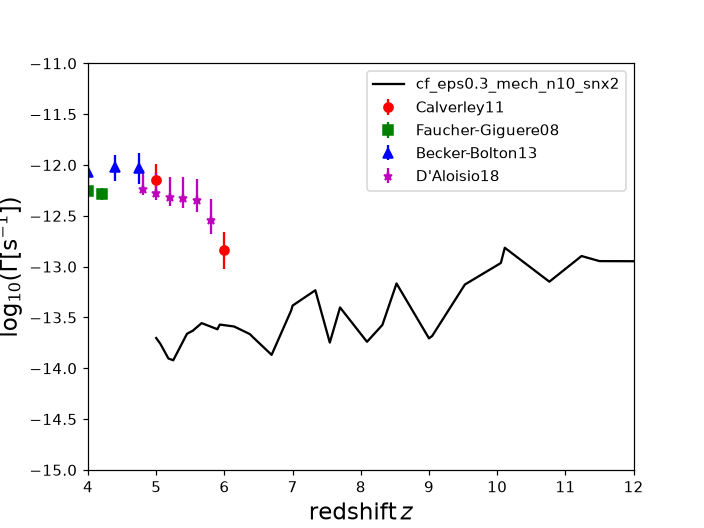 −11.0
−11.5
−12.0
−12.5
−13.0
−13.5
−14.0
−14.5
−15.0
log₁₀(Γ[s⁻¹])
cf_eps0.3_mech_n10_snx2
Calverley11
Faucher-Giguere08
Becker-Bolton13
D'Aloisio18
4 5 6 7 8 9 10 11 12
redshift z